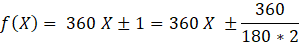 f(X) = 360 X ± 1 = 360 X ± 360 / 180 * 2